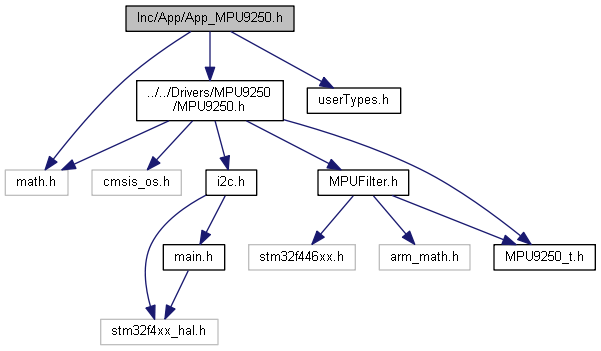 Inc/App/App_MPU9250.h
../../Drivers/MPU9250
/MPU9250.h
userTypes.h
math.h
cmsis_os.h
i2c.h
MPUFilter.h
main.h
stm32f446xx.h
arm_math.h
MPU9250_t.h
stm32f4xx_hal.h